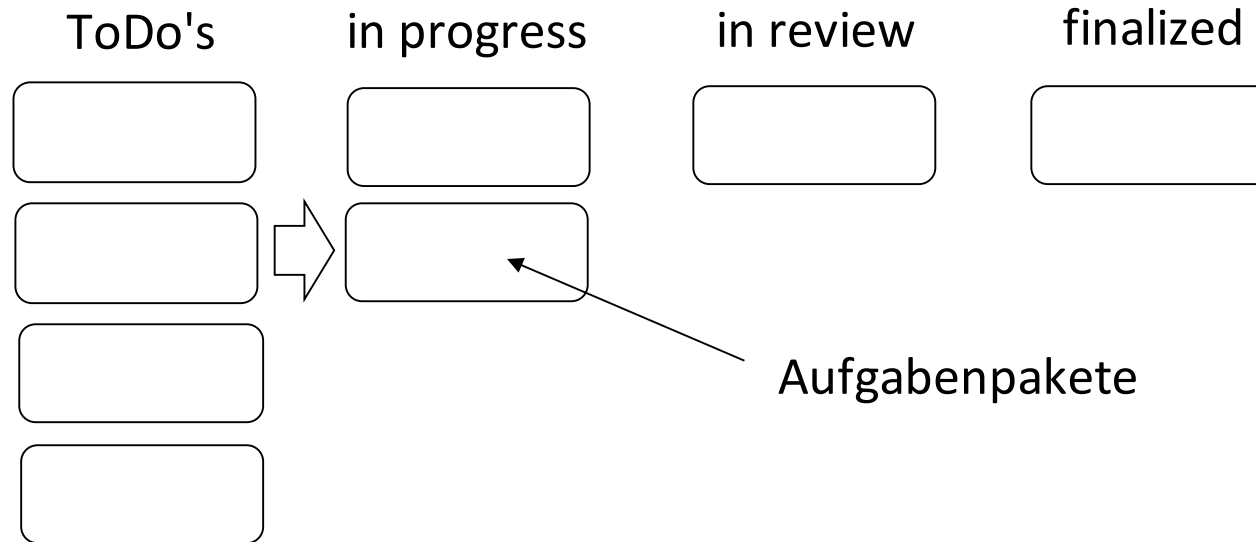 ToDo's
in progress
in review
finalized
Aufgabenpakete